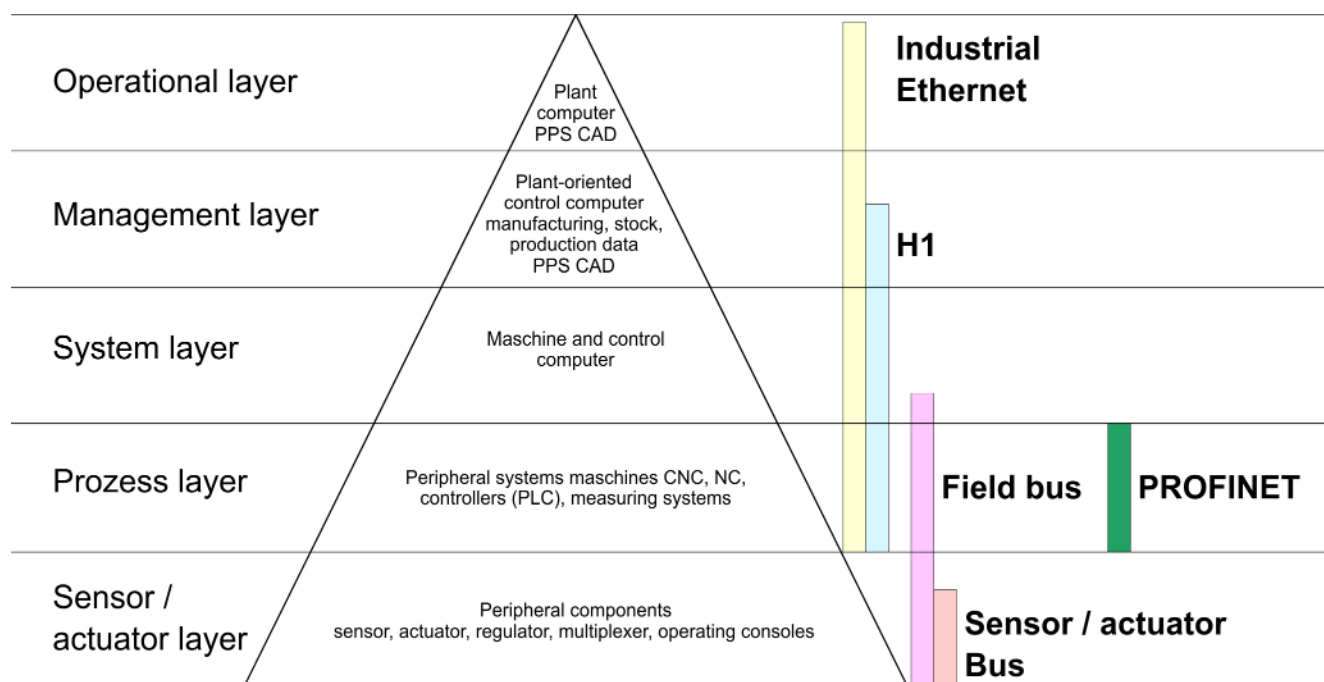 Operational layer
Plant
computer
PPS CAD
Industrial
Ethernet
Management layer
Plant-oriented
control computer
manufacturing, stock,
production data
PPS CAD
H1
System layer
Maschine and control
computer
Prozess layer
Peripheral systems maschines CNC, NC,
controllers (PLC), measuring systems
Field bus
PROFINET
Sensor /
actuator layer
Peripheral components
sensor, actuator, regulator, multiplexer, operating consoles
Sensor / actuator
Bus